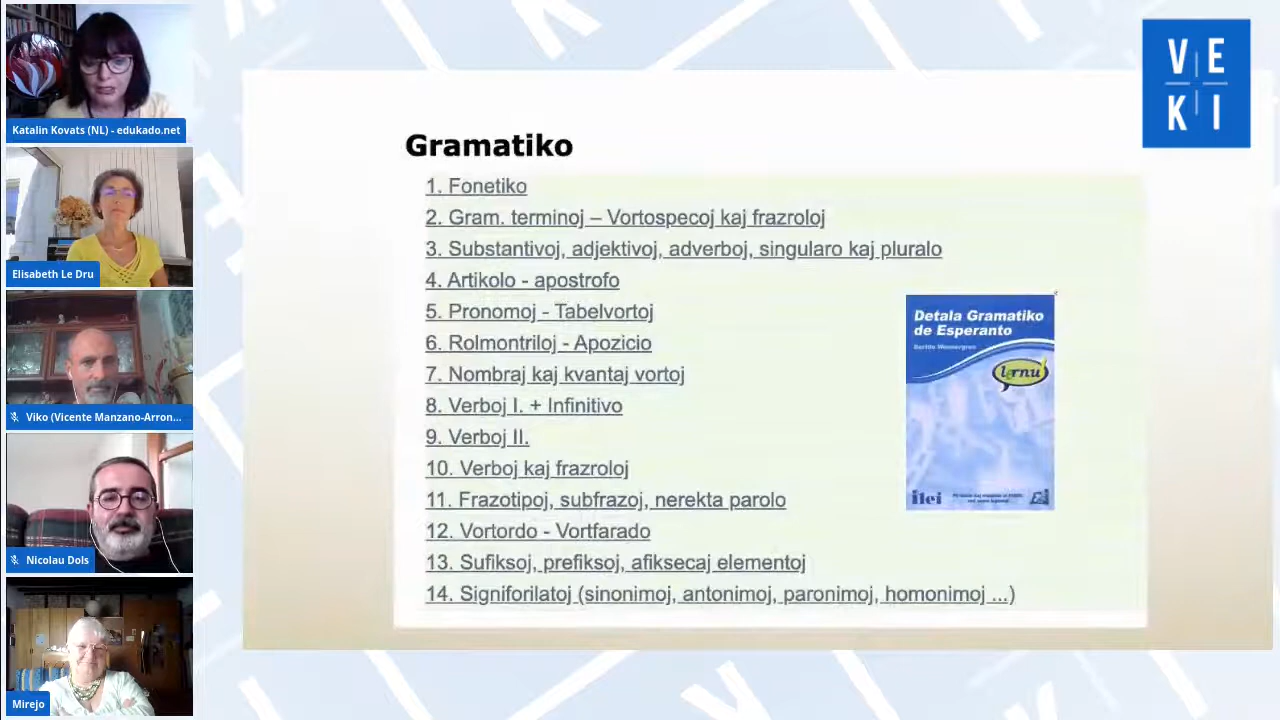 Katalin Kovats (NL) - edukado.net
Elisabeth Le Dru
Viko (Vicente Manzano-Arron...
Nicolau Dols
Mirejo
VE
KI
Gramatiko
1. Fonetiko
2. Gram. terminoj – Vortospecoj kaj frazroloj
3. Substantivoj, adjektivoj, adverboj, singularo kaj pluralo
4. Artikolo - apostrofo
5. Pronomoj - Tabelvortoj
6. Rolmontriloj - Apozicio
7. Nombraj kaj kvantaj vortoj
8. Verboj I. + Infinitivo
9. Verboj II.
10. Verboj kaj frazroloj
11. Frazotipoj, subfrazoj, nerekta parolo
12. Vortordo - Vortfarado
13. Sufiksoj, prefiksoj, afiksecaj elementoj
14. Signiforilatoj (sinonimoj, antonimoj, paronimoj, homonimoj ...)
Detala Gramatiko
de Esperanto
Bertilo Wennergren
lernu!
ilei